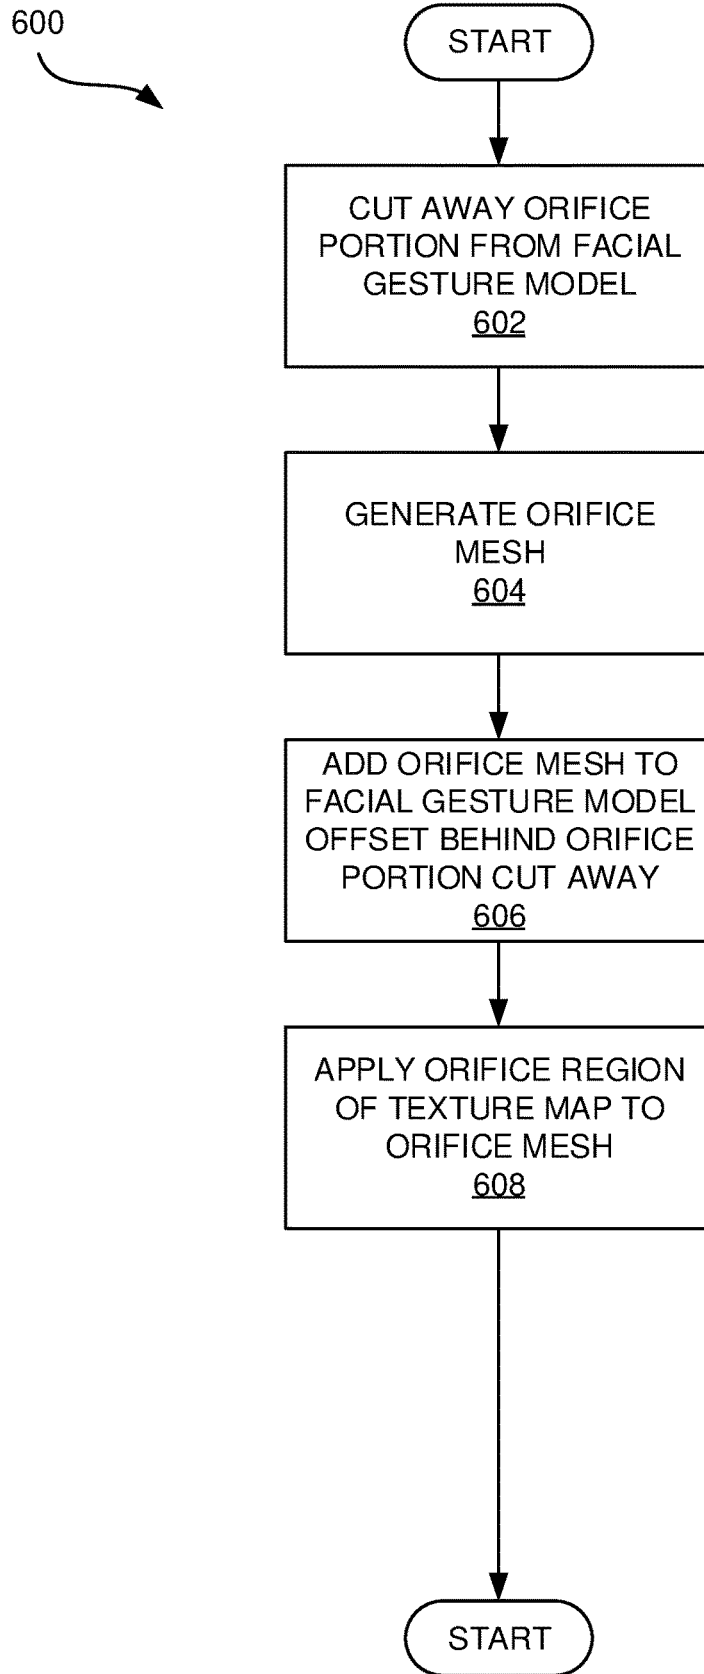 600
START
CUT AWAY ORIFICE
PORTION FROM FACIAL
GESTURE MODEL
602
GENERATE ORIFICE
MESH
604
ADD ORIFICE MESH TO
FACIAL GESTURE MODEL
OFFSET BEHIND ORIFICE
PORTION CUT AWAY
606
APPLY ORIFICE REGION
OF TEXTURE MAP TO
ORIFICE MESH
608
START